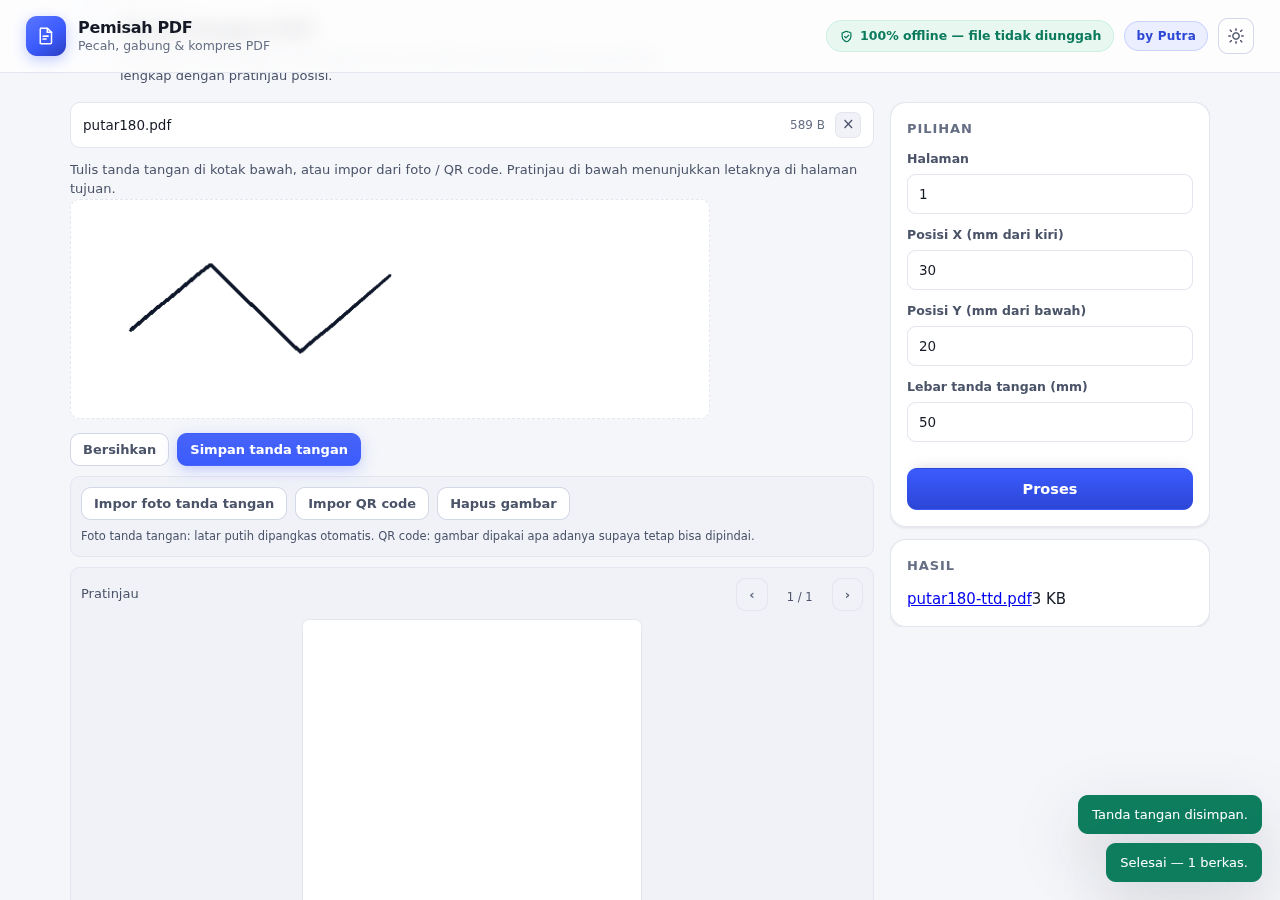 Pemisah PDF
Pecah, gabung & kompres PDF
100% offline — file tidak diunggah
by Putra
lengkap dengan pratinjau posisi.
putar180.pdf
589 B
×
Tulis tanda tangan di kotak bawah, atau impor dari foto / QR code. Pratinjau di bawah menunjukkan letaknya di halaman
tujuan.
Bersihkan
Simpan tanda tangan
Impor foto tanda tangan
Impor QR code
Hapus gambar
Foto tanda tangan: latar putih dipangkas otomatis. QR code: gambar dipakai apa adanya supaya tetap bisa dipindai.
Pratinjau
‹
1 / 1
›
PILIHAN
Halaman
1
Posisi X (mm dari kiri)
30
Posisi Y (mm dari bawah)
20
Lebar tanda tangan (mm)
50
Proses
HASIL
putar180-ttd.pdf3 KB
Tanda tangan disimpan.
Selesai — 1 berkas.